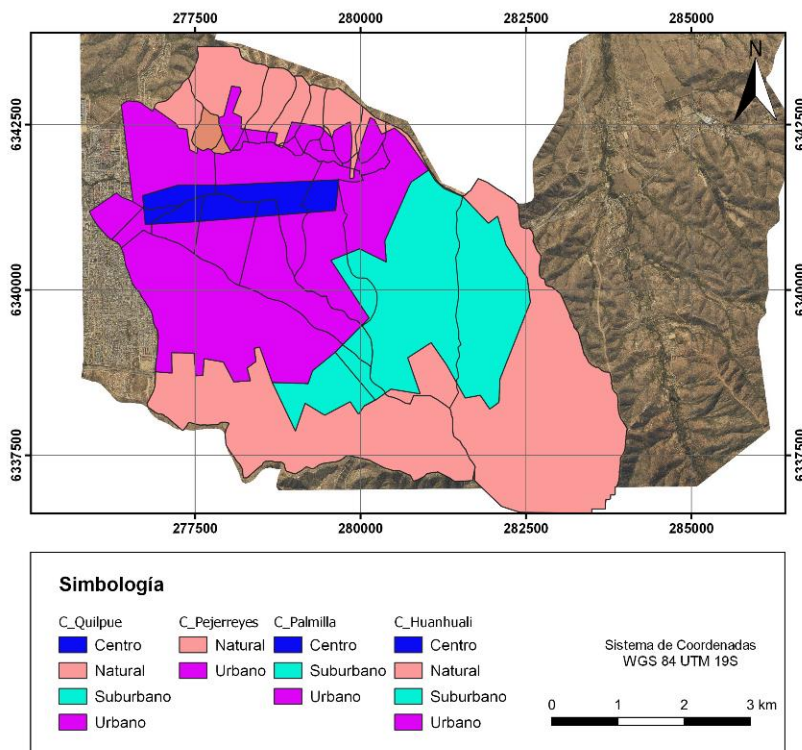 277500 280000 282500 285000
N
6342500 6342500
6340000 6340000
6337500 6337500
277500 280000 282500 285000
Simbología
C_Quilpue C_Pejerreyes C_Palmilla C_Huanhuali
Centro Natural Centro Centro
Natural Urbano Suburbano Natural
Suburbano Urbano Suburbano
Urbano Urbano
Sistema de Coordenadas
WGS 84 UTM 19S
0 1 2 3 km